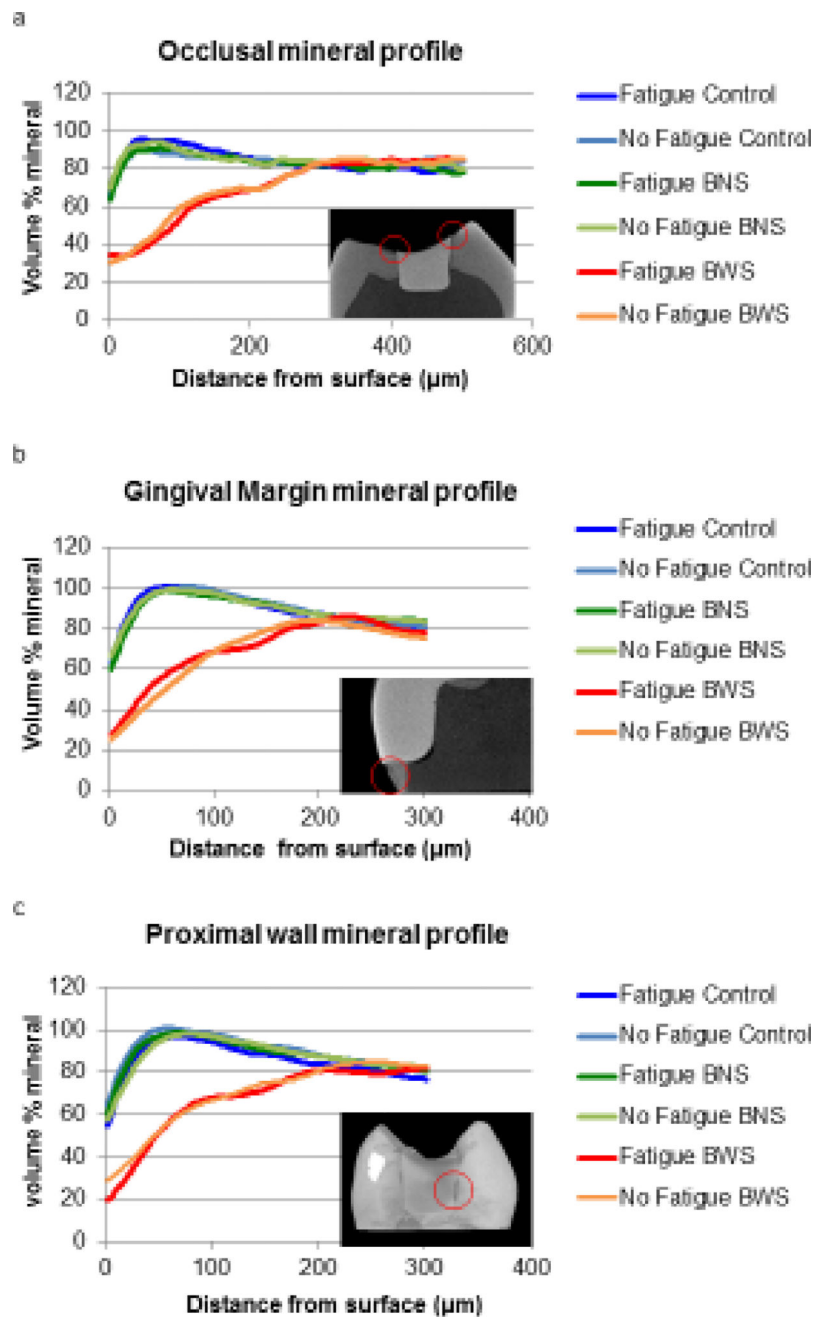 a
Occlusal mineral profile
120
100
80
60
40
20
0
Volume % mineral
0 200 400 600
Distance from surface (µm)
Fatigue Control
No Fatigue Control
Fatigue BNS
No Fatigue BNS
Fatigue BWS
No Fatigue BWS
b
Gingival Margin mineral profile
120
100
80
60
40
20
0
Volume % mineral
0 100 200 300 400
Distance from surface (µm)
Fatigue Control
No Fatigue Control
Fatigue BNS
No Fatigue BNS
Fatigue BWS
No Fatigue BWS
c
Proximal wall mineral profile
120
100
80
60
40
20
0
volume % mineral
0 100 200 300 400
Distance from surface (µm)
Fatigue Control
No Fatigue Control
Fatigue BNS
No Fatigue BNS
Fatigue BWS
No Fatigue BWS